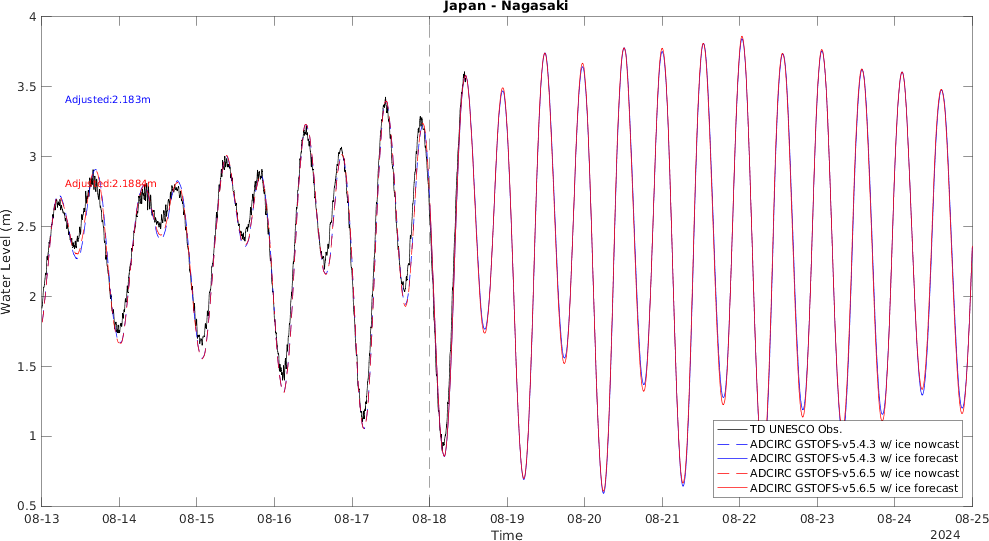 Japan - Nagasaki
4
3.5
3
2.5
2
1.5
1
0.5
Water Level (m)
Adjusted:2.183m
Adjusted:2.1884m
TD UNESCO Obs.
ADCIRC GSTOFS-v5.4.3 w/ ice nowcast
ADCIRC GSTOFS-v5.4.3 w/ ice forecast
ADCIRC GSTOFS-v5.6.5 w/ ice nowcast
ADCIRC GSTOFS-v5.6.5 w/ ice forecast
08-13 08-14 08-15 08-16 08-17 08-18 08-19 08-20 08-21 08-22 08-23 08-24 08-25
Time
2024